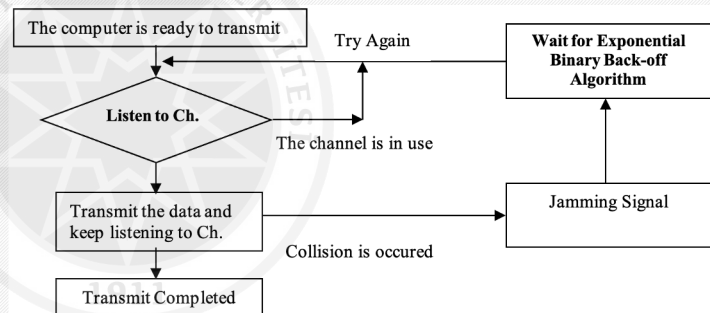 The computer is ready to transmit
Try Again
Wait for Exponential
Binary Back-off
Algorithm
Listen to Ch.
The channel is in use
Transmit the data and
keep listening to Ch.
Jamming Signal
Collision is occured
Transmit Completed
1911